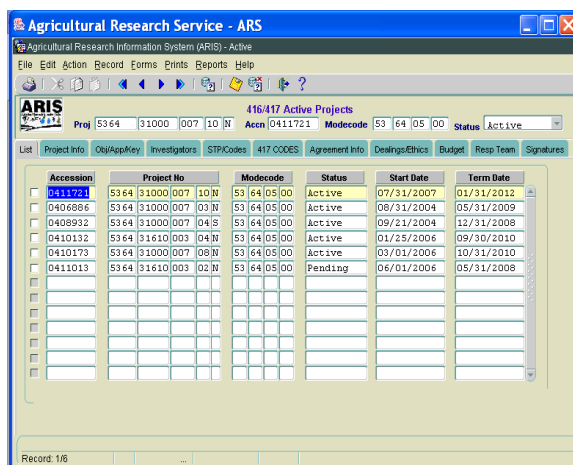 Agricultural Research Service - ARS
Agricultural Research Information System (ARIS) - Active
File Edit Action Record Forms Prints Reports Help
ARIS
416/417 Active Projects
Proj 5364 31000 007 10 N Accn 0411721 Modecode 53 64 05 00 Status Active
List Project Info Obj/App/Key Investigators STP/Codes 417 CODES Agreement Info Dealings/Ethics Budget Resp Team Signatures
Accession Project No Modecode Status Start Date Term Date
0411721 5364 31000 007 10 N 53 64 05 00 Active 07/31/2007 01/31/2012
0406886 5364 31000 007 03 N 53 64 05 00 Active 08/31/2004 05/31/2009
0408932 5364 31000 007 04 S 53 64 05 00 Active 09/21/2004 12/31/2008
0410132 5364 31610 003 04 N 53 64 05 00 Active 01/25/2006 09/30/2010
0410173 5364 31000 007 08 N 53 64 05 00 Active 03/01/2006 10/31/2010
0411013 5364 31610 003 02 N 53 64 05 00 Pending 06/01/2006 05/31/2008
Record: 1/6 ...